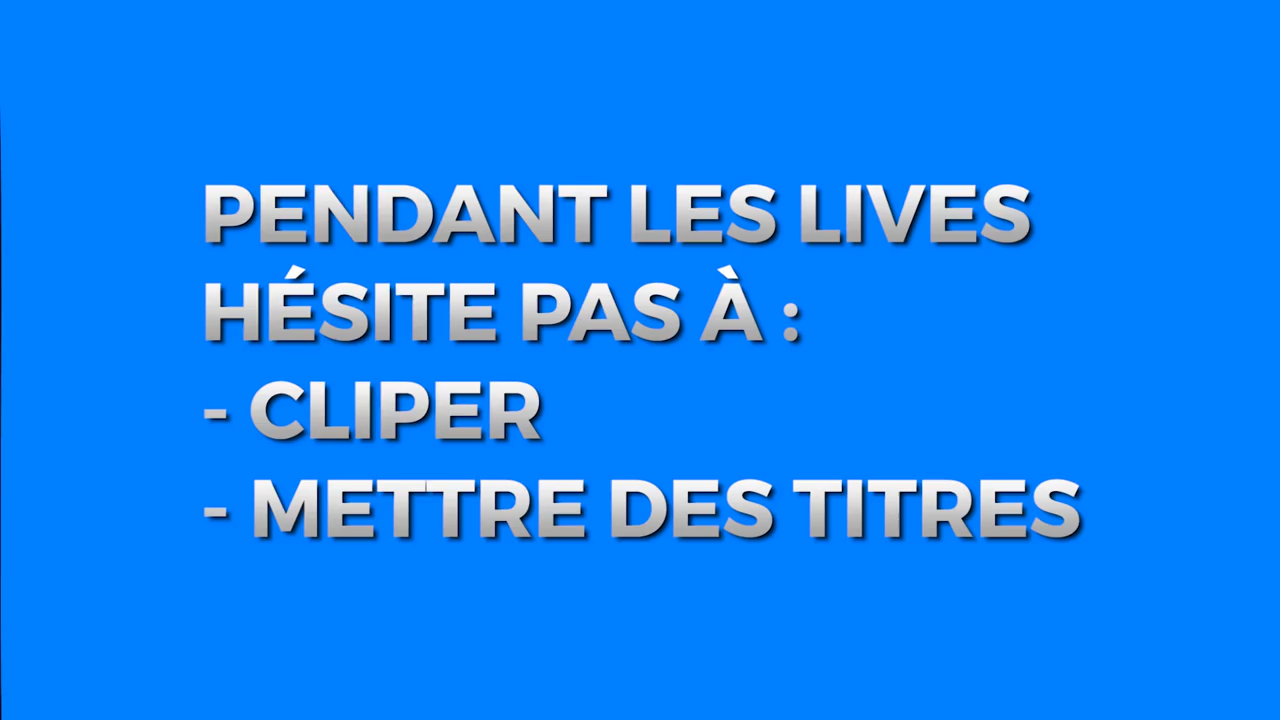 PENDANT LES LIVES
HÉSITE PAS À :
- CLIPER
- METTRE DES TITRES